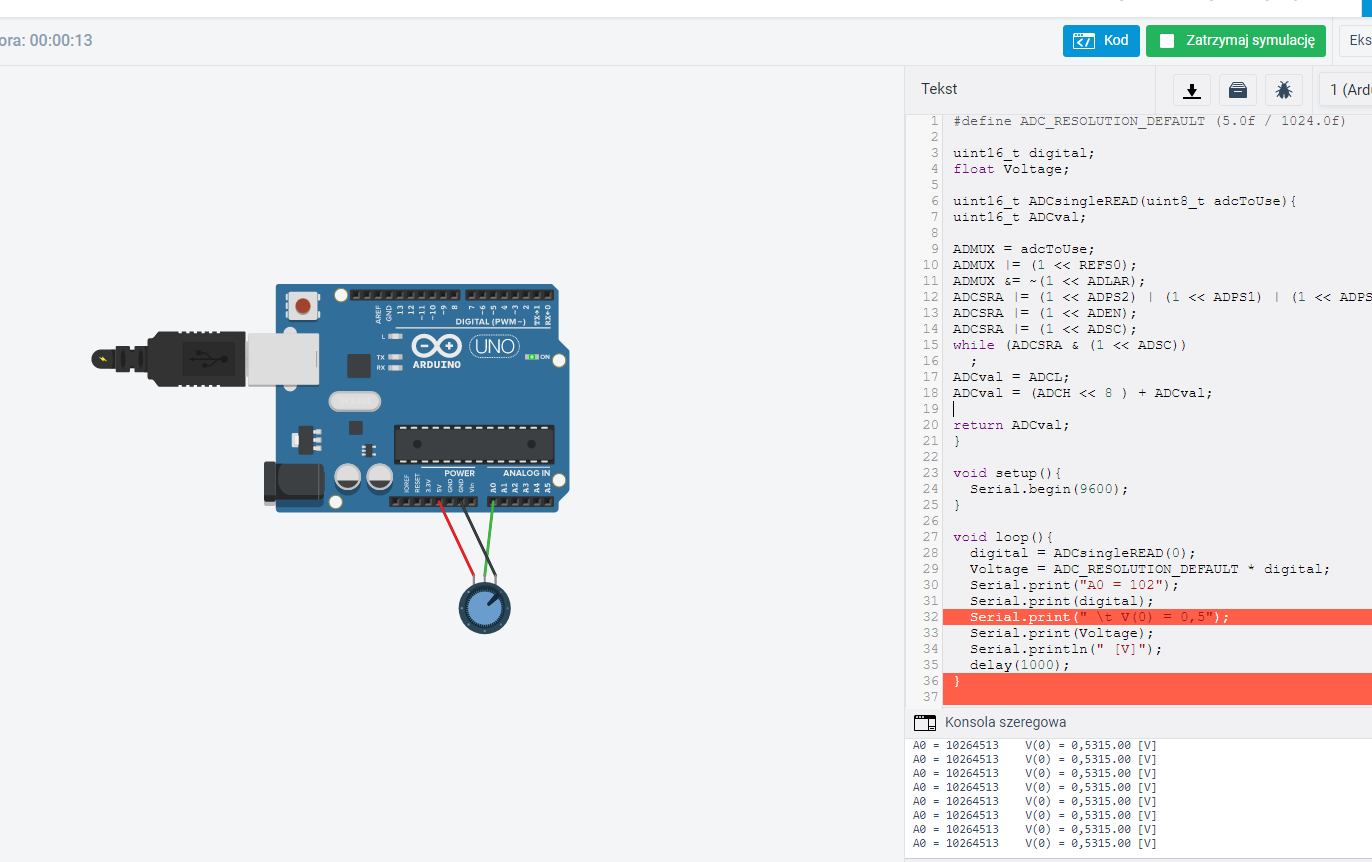 ora: 00:00:13
Kod
Zatrzymaj symulację
Eks
Tekst
1 (Ard
1 #define ADC_RESOLUTION_DEFAULT (5.0f / 1024.0f)
2
3 uint16_t digital;
4 float Voltage;
5
6 uint16_t ADCsingleREAD(uint8_t adcToUse){
7 uint16_t ADCval;
8
9 ADMUX = adcToUse;
10 ADMUX |= (1 << REFS0);
11 ADMUX &= ~(1 << ADLAR);
12 ADCSRA |= (1 << ADPS2) | (1 << ADPS1) | (1 << ADPS
13 ADCSRA |= (1 << ADEN);
14 ADCSRA |= (1 << ADSC);
15 while (ADCSRA & (1 << ADSC))
16 ;
17 ADCval = ADCL;
18 ADCval = (ADCH << 8 ) + ADCval;
19
20 return ADCval;
21 }
22
23 void setup(){
24 Serial.begin(9600);
25 }
26
27 void loop(){
28 digital = ADCsingleREAD(0);
29 Voltage = ADC_RESOLUTION_DEFAULT * digital;
30 Serial.print("A0 = 102");
31 Serial.print(digital);
32 Serial.print(" \t V(0) = 0,5");
33 Serial.print(Voltage);
34 Serial.println(" [V]");
35 delay(1000);
36 }
37
Konsola szeregowa
A0 = 10264513 V(0) = 0,5315.00 [V]
A0 = 10264513 V(0) = 0,5315.00 [V]
A0 = 10264513 V(0) = 0,5315.00 [V]
A0 = 10264513 V(0) = 0,5315.00 [V]
A0 = 10264513 V(0) = 0,5315.00 [V]
A0 = 10264513 V(0) = 0,5315.00 [V]
A0 = 10264513 V(0) = 0,5315.00 [V]
A0 = 10264513 V(0) = 0,5315.00 [V]
AREF GND 13 12 ~11 ~10 ~9 8 7 ~6 ~5 4 ~3 2 TX→1 RX←0
DIGITAL (PWM~)
L
TX
RX
UNO
ON
ARDUINO
POWER
ANALOG IN
IOREF RESET 3.3V 5V GND GND Vin A0 A1 A2 A3 A4 A5